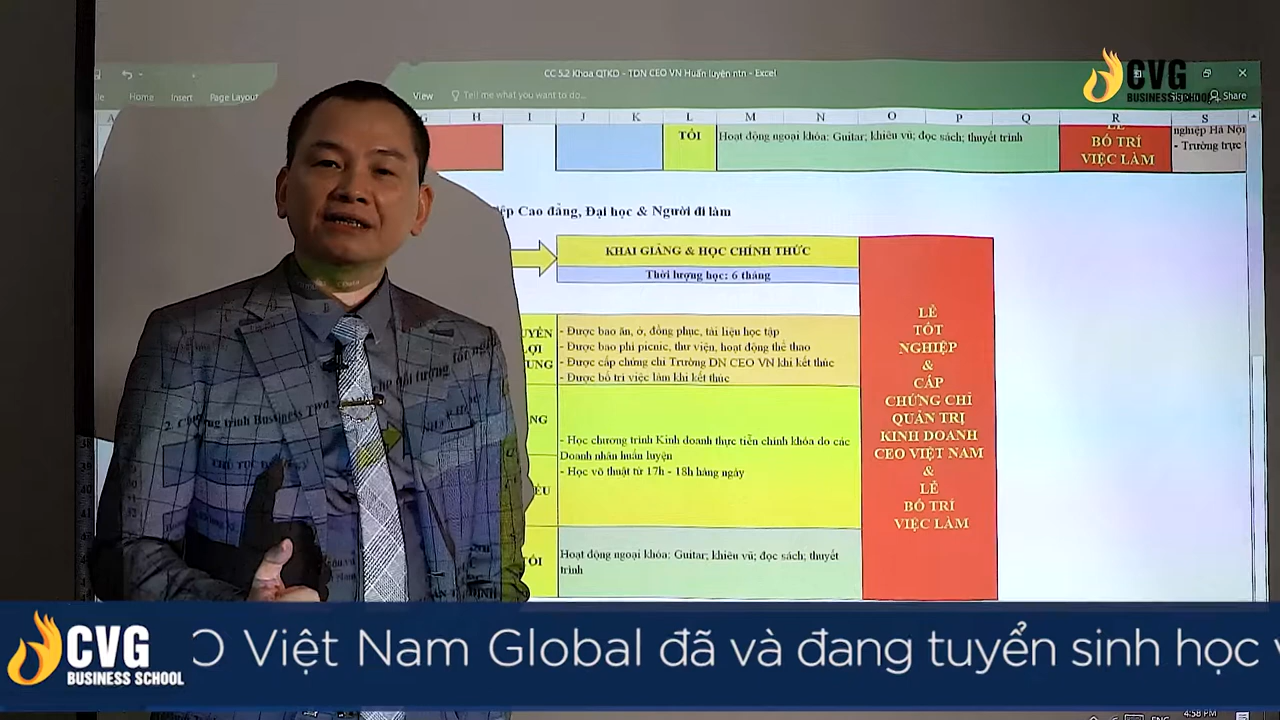 CC 5.2 Khoa QTKD - TDN CEO VN Huấn luyện ntn - Excel
CVG
BUSINESS SCHOOL
Home Insert Page Layout View Tell me what you want to do... Share
H I J K L M N O P Q R S
TỐI
Hoạt động ngoại khóa: Guitar; khiêu vũ; đọc sách; thuyết trình
LỄ
BỐ TRÍ
VIỆC LÀM
nghiệp Hà Nội
- Trường trực
Cao đẳng, Đại học & Người đi làm
KHAI GIẢNG & HỌC CHÍNH THỨC
Thời lượng học: 6 tháng
- Được bao ăn, ở, đồng phục, tài liệu học tập
- Được bao phí picnic, thư viện, hoạt động thể thao
- Được cấp chứng chỉ Trường DN CEO VN khi kết thúc
- Được bố trí việc làm khi kết thúc
- Học chương trình Kinh doanh thực tiễn chính khóa do các
Doanh nhân huấn luyện
- Học võ thuật từ 17h - 18h hàng ngày
Hoạt động ngoại khóa: Guitar; khiêu vũ; đọc sách; thuyết
trình
LỄ
TỐT
NGHIỆP
&
CẤP
CHỨNG CHỈ
QUẢN TRỊ
KINH DOANH
CEO VIỆT NAM
&
LỄ
BỐ TRÍ
VIỆC LÀM
CVG
BUSINESS SCHOOL
O Việt Nam Global đã và đang tuyển sinh học
ENG
4:58 PM